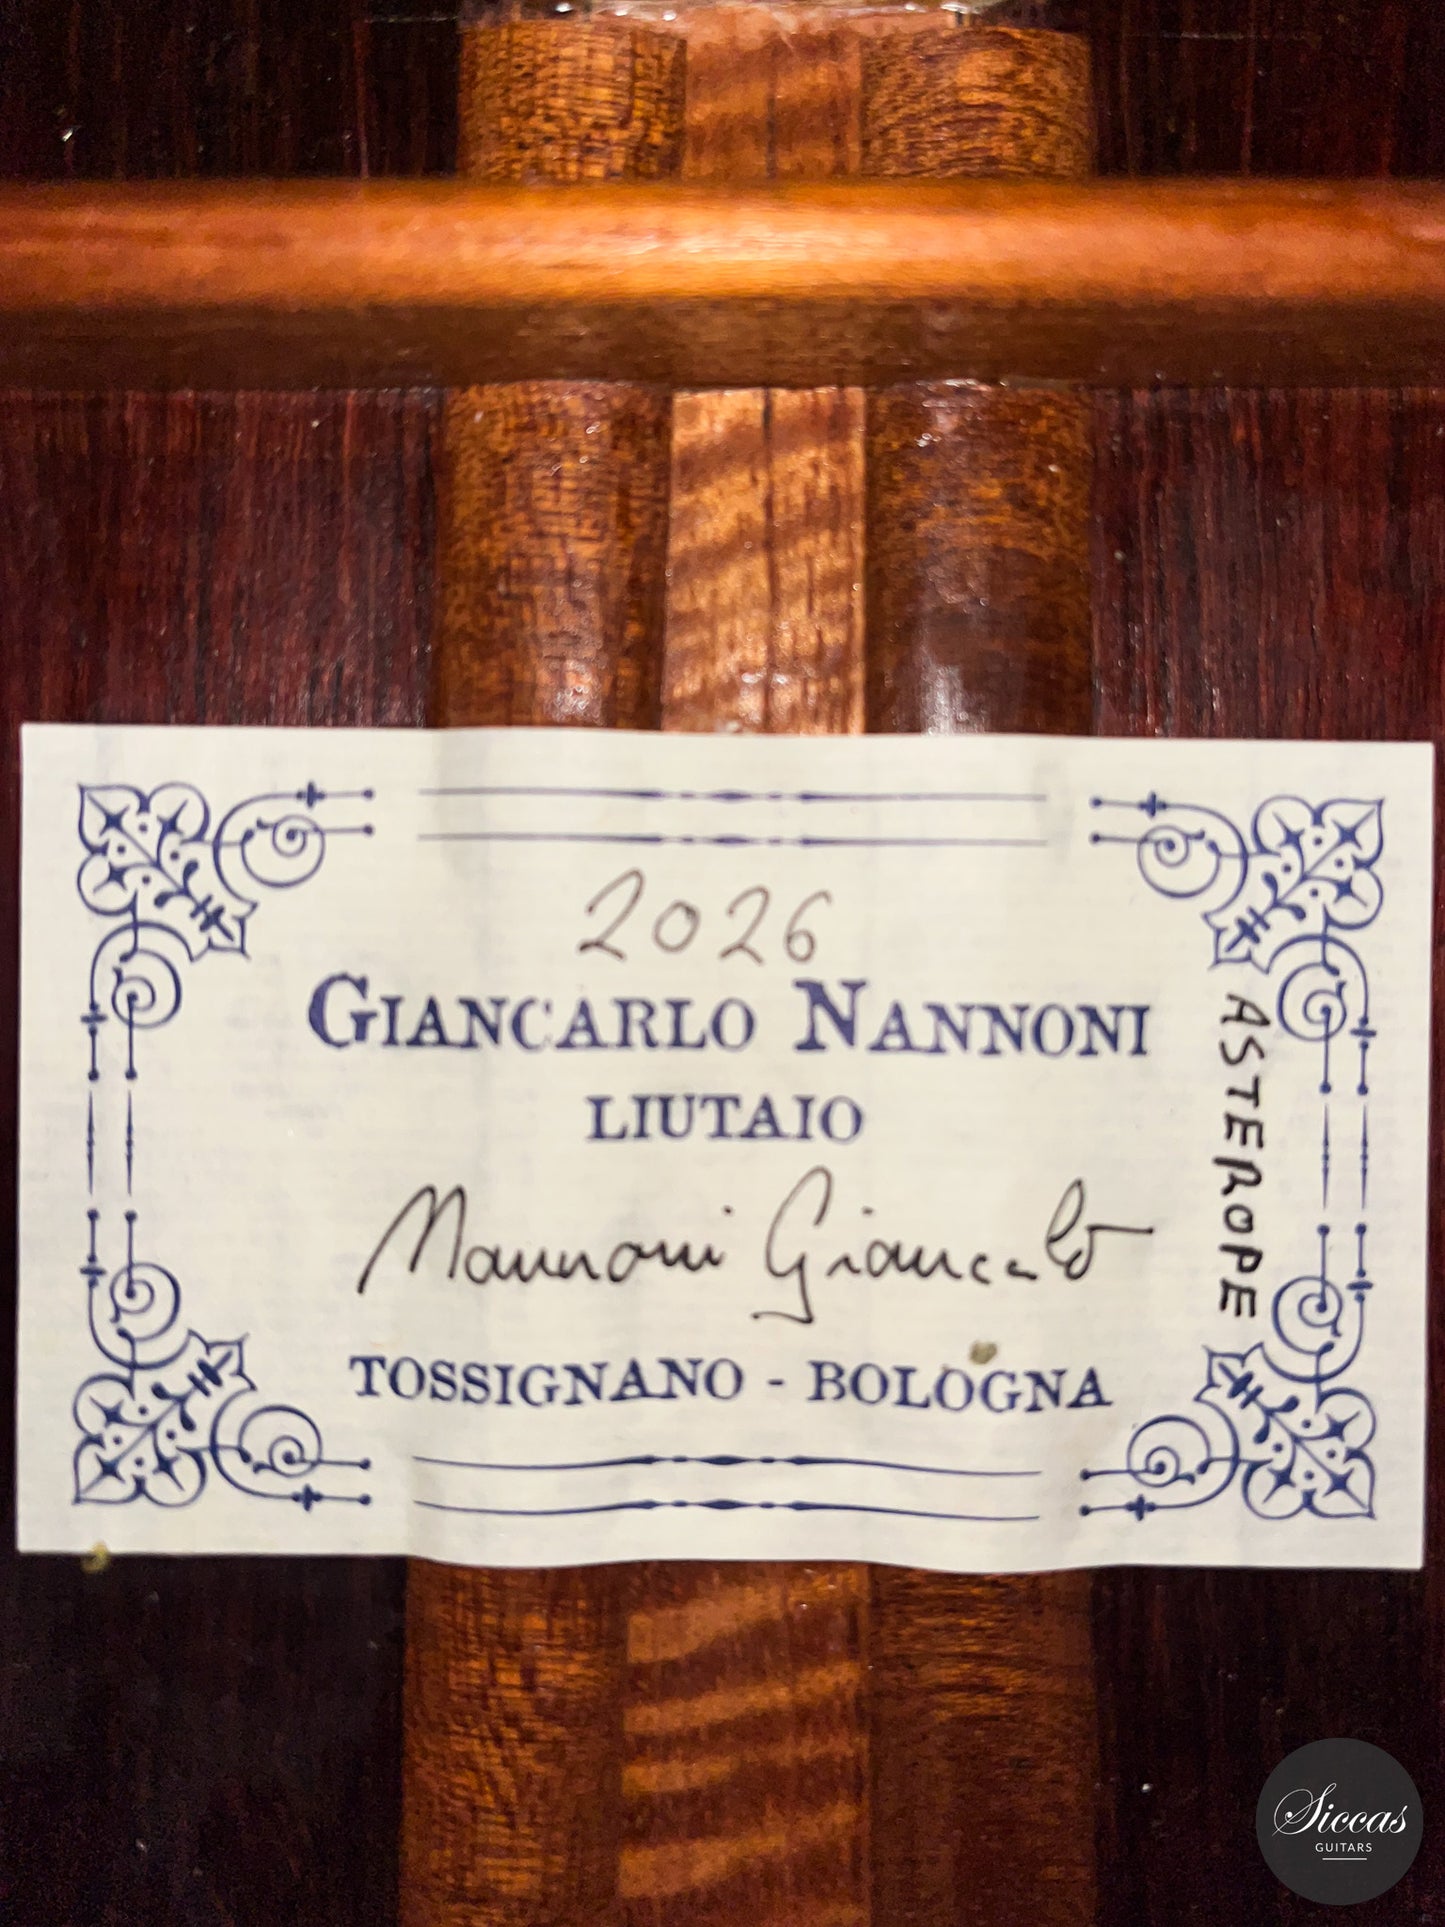 2026
GIANCARLO NANNONI
LIUTAIO
Nannoni Giancarlo
TOSSIGNANO - BOLOGNA
ASTEROPE
Siccas
GUITARS